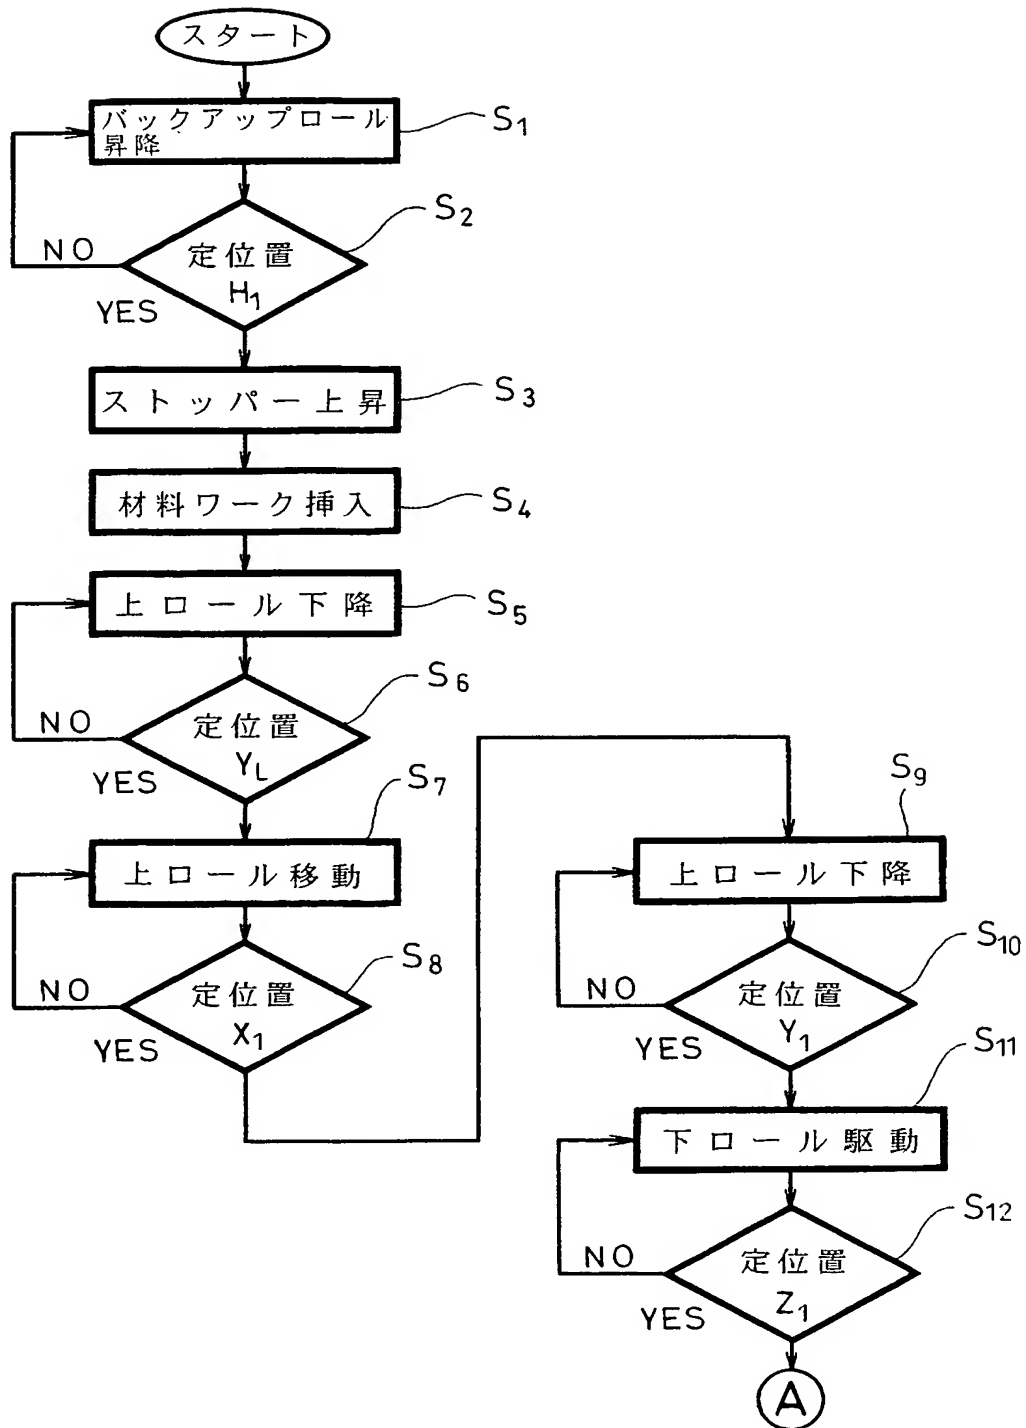 スタート
バックアップロール
昇降
S1
S2
定位置
H1
NO
YES
ストッパー上昇
S3
材料ワーク挿入
S4
上ロール下降
S5
S6
定位置
YL
NO
YES
S7
上ロール移動
S8
定位置
X1
NO
YES
S9
上ロール下降
S10
定位置
Y1
NO
YES
S11
下ロール駆動
S12
定位置
Z1
NO
YES
A